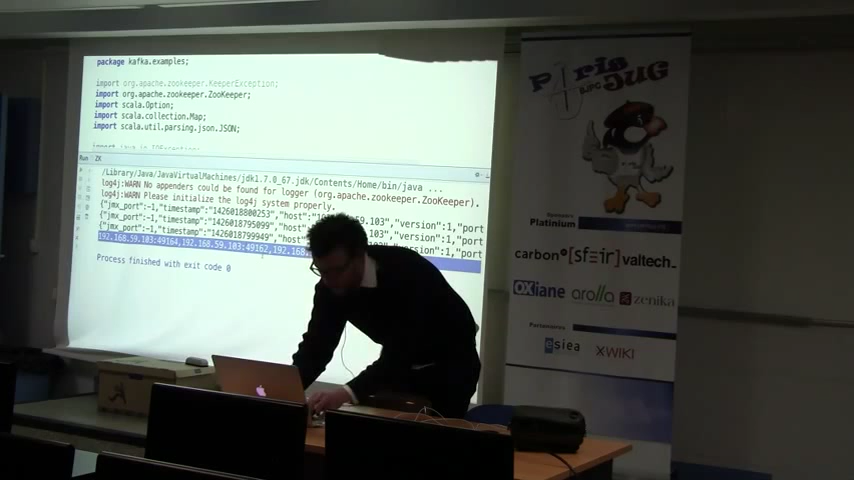 package kafka.examples;
import org.apache.zookeeper.KeeperException;
import org.apache.zookeeper.ZooKeeper;
import scala.Option;
import scala.collection.Map;
import scala.util.parsing.json.JSON;
Run ZK
/Library/Java/JavaVirtualMachines/jdk1.7.0_67.jdk/Contents/Home/bin/java ...
log4j:WARN No appenders could be found for logger (org.apache.zookeeper.ZooKeeper).
log4j:WARN Please initialize the log4j system properly.
{"jmx_port":-1,"timestamp":"1426018800253","host":"192.168.59.103","version":1,"port
{"jmx_port":-1,"timestamp":"1426018795099","host" "version":1,"port
{"jmx_port":-1,"timestamp":"1426018799949","host" "version":1,"port
192.168.59.103:49164,192.168.59.103:49162,192.168.
Process finished with exit code 0
Paris
JUG
Platinium
carbon [sfeir] valtech_
OXiane arolla zenika
Partenaires
esiea XWIKI